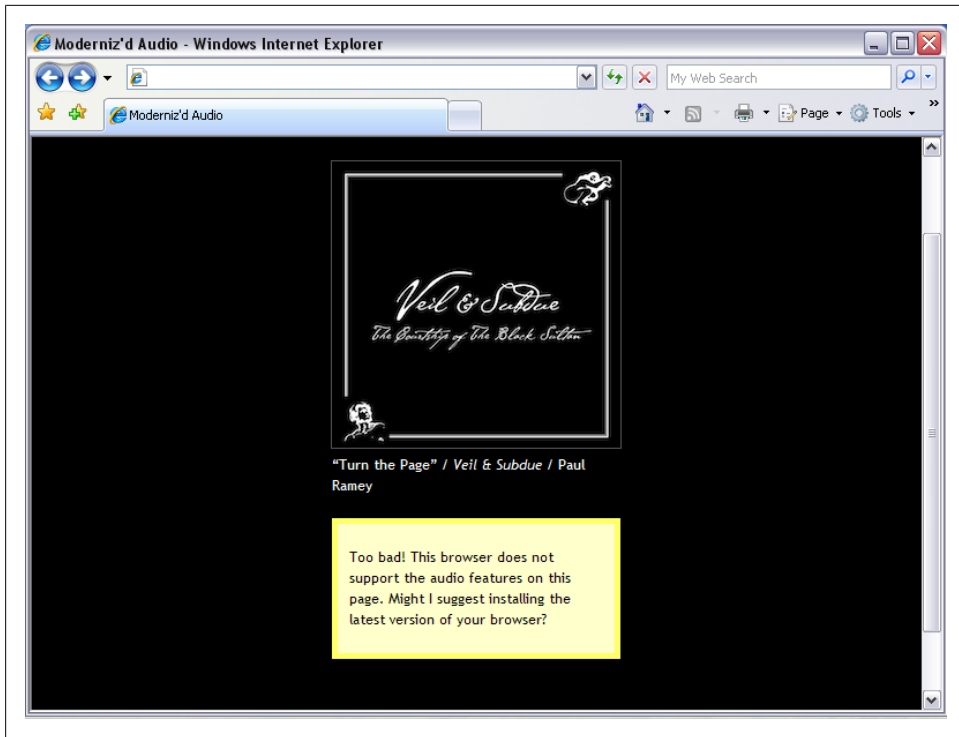 Moderniz'd Audio - Windows Internet Explorer
My Web Search
Moderniz'd Audio
Page
Tools
»
Veil & Subdue
The Courtship of The Black Sultan
“Turn the Page” / Veil & Subdue / Paul
Ramey
Too bad! This browser does not
support the audio features on this
page. Might I suggest installing the
latest version of your browser?